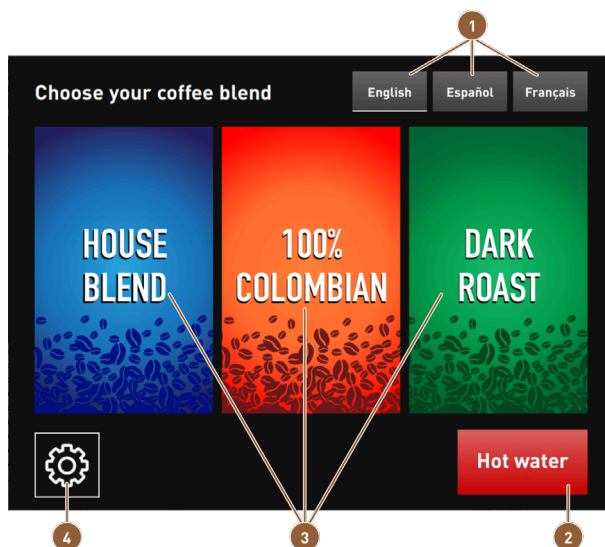 1
Choose your coffee blend
English
Español
Français
HOUSE
BLEND
100%
COLOMBIAN
DARK
ROAST
Hot water
4
3
2